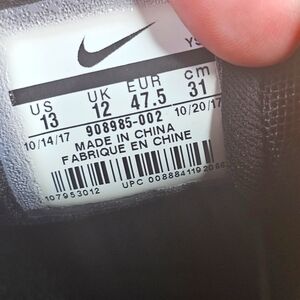 YS
US UK EUR cm
13 12 47.5 31
10/14/17 10/20/17
908985-002
MADE IN CHINA
FABRIQUE EN CHINE
107953012